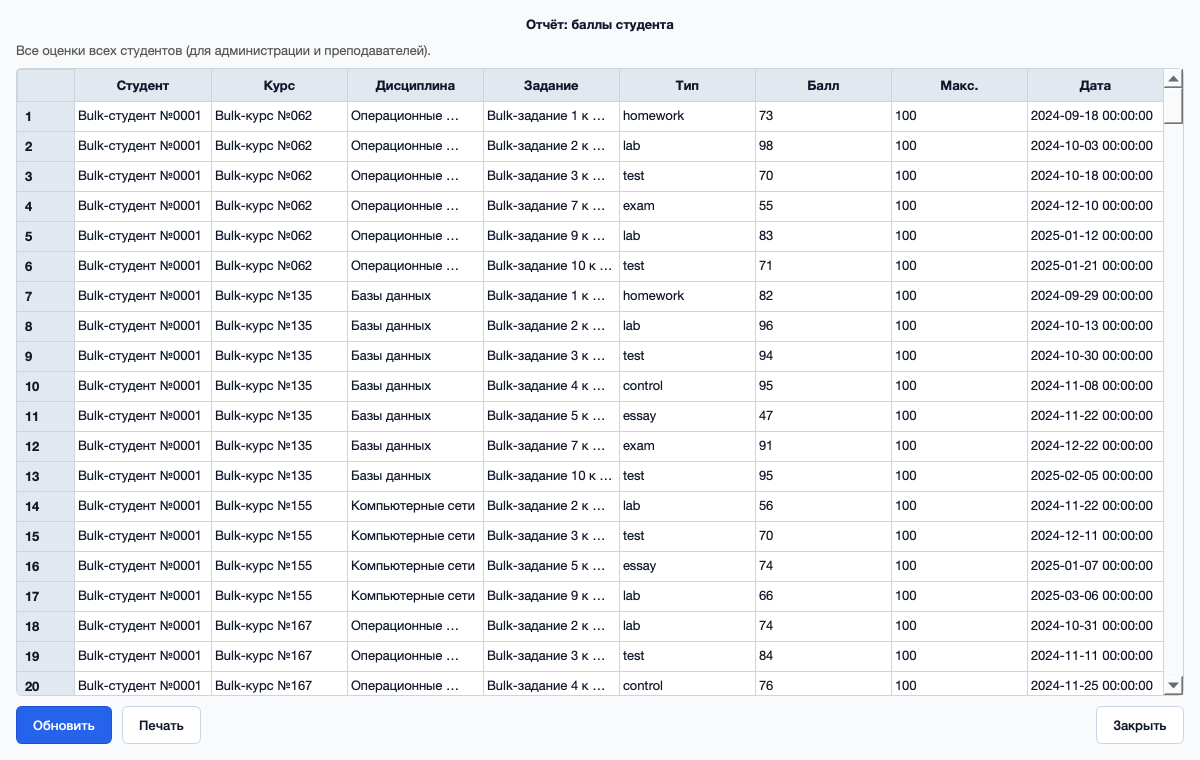 Отчёт: баллы студента
Все оценки всех студентов (для администрации и преподавателей).
Студент Курс Дисциплина Задание Тип Балл Макс. Дата
1 Bulk-студент №0001 Bulk-курс №062 Операционные … Bulk-задание 1 к … homework 73 100 2024-09-18 00:00:00
2 Bulk-студент №0001 Bulk-курс №062 Операционные … Bulk-задание 2 к … lab 98 100 2024-10-03 00:00:00
3 Bulk-студент №0001 Bulk-курс №062 Операционные … Bulk-задание 3 к … test 70 100 2024-10-18 00:00:00
4 Bulk-студент №0001 Bulk-курс №062 Операционные … Bulk-задание 7 к … exam 55 100 2024-12-10 00:00:00
5 Bulk-студент №0001 Bulk-курс №062 Операционные … Bulk-задание 9 к … lab 83 100 2025-01-12 00:00:00
6 Bulk-студент №0001 Bulk-курс №062 Операционные … Bulk-задание 10 к … test 71 100 2025-01-21 00:00:00
7 Bulk-студент №0001 Bulk-курс №135 Базы данных Bulk-задание 1 к … homework 82 100 2024-09-29 00:00:00
8 Bulk-студент №0001 Bulk-курс №135 Базы данных Bulk-задание 2 к … lab 96 100 2024-10-13 00:00:00
9 Bulk-студент №0001 Bulk-курс №135 Базы данных Bulk-задание 3 к … test 94 100 2024-10-30 00:00:00
10 Bulk-студент №0001 Bulk-курс №135 Базы данных Bulk-задание 4 к … control 95 100 2024-11-08 00:00:00
11 Bulk-студент №0001 Bulk-курс №135 Базы данных Bulk-задание 5 к … essay 47 100 2024-11-22 00:00:00
12 Bulk-студент №0001 Bulk-курс №135 Базы данных Bulk-задание 7 к … exam 91 100 2024-12-22 00:00:00
13 Bulk-студент №0001 Bulk-курс №135 Базы данных Bulk-задание 10 к … test 95 100 2025-02-05 00:00:00
14 Bulk-студент №0001 Bulk-курс №155 Компьютерные сети Bulk-задание 2 к … lab 56 100 2024-11-22 00:00:00
15 Bulk-студент №0001 Bulk-курс №155 Компьютерные сети Bulk-задание 3 к … test 70 100 2024-12-11 00:00:00
16 Bulk-студент №0001 Bulk-курс №155 Компьютерные сети Bulk-задание 5 к … essay 74 100 2025-01-07 00:00:00
17 Bulk-студент №0001 Bulk-курс №155 Компьютерные сети Bulk-задание 9 к … lab 66 100 2025-03-06 00:00:00
18 Bulk-студент №0001 Bulk-курс №167 Операционные … Bulk-задание 2 к … lab 74 100 2024-10-31 00:00:00
19 Bulk-студент №0001 Bulk-курс №167 Операционные … Bulk-задание 3 к … test 84 100 2024-11-11 00:00:00
20 Bulk-студент №0001 Bulk-курс №167 Операционные … Bulk-задание 4 к … control 76 100 2024-11-25 00:00:00
Обновить Печать Закрыть